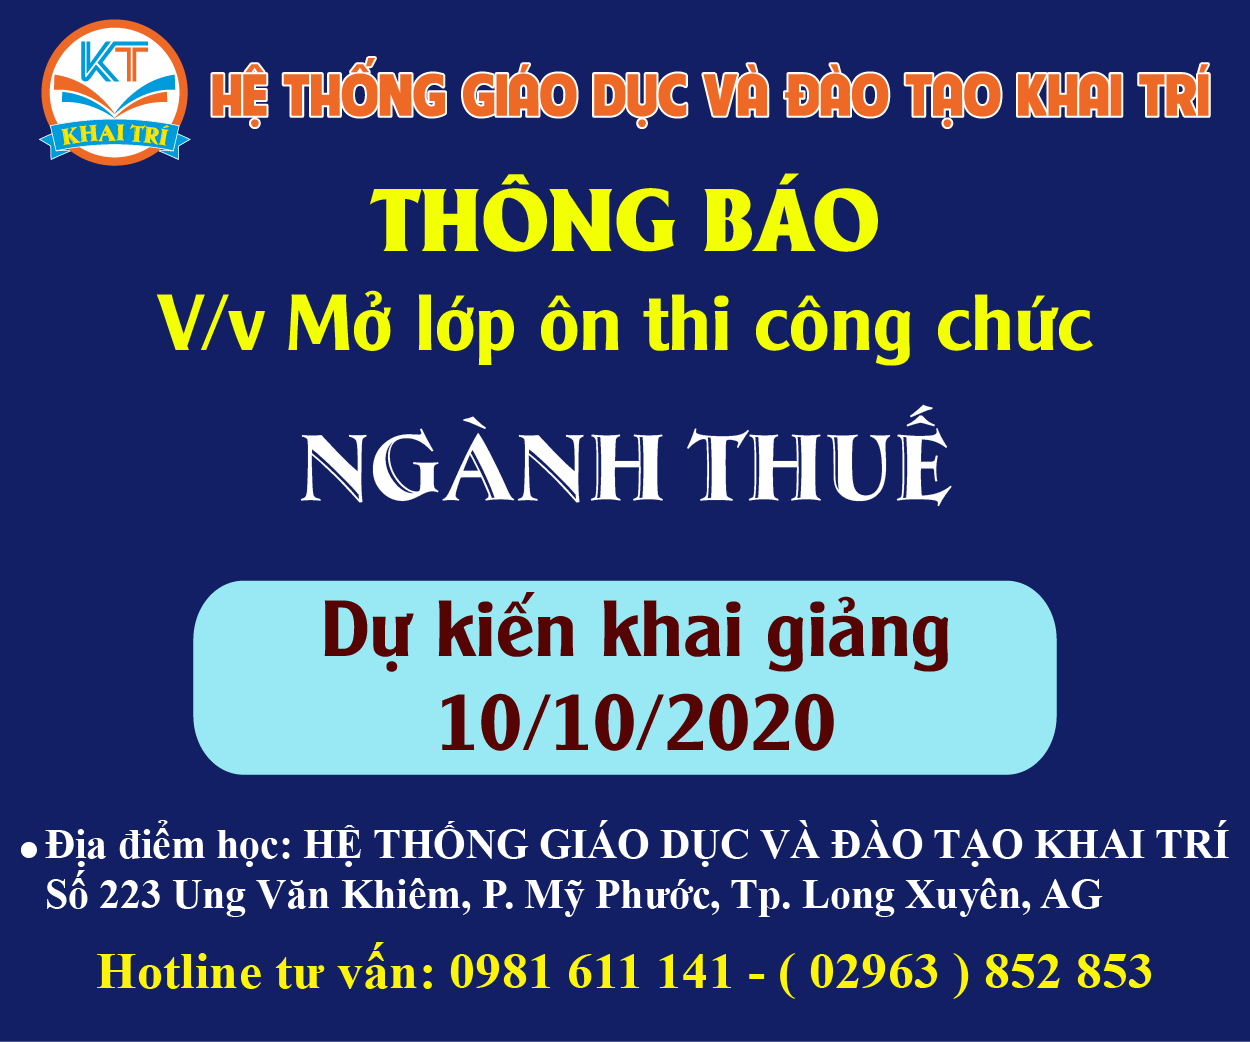 KT
KHAI TRÍ
HỆ THỐNG GIÁO DỤC VÀ ĐÀO TẠO KHAI TRÍ
THÔNG BÁO
V/v Mở lớp ôn thi công chức
NGÀNH THUẾ
Dự kiến khai giảng
10/10/2020
• Địa điểm học: HỆ THỐNG GIÁO DỤC VÀ ĐÀO TẠO KHAI TRÍ
Số 223 Ung Văn Khiêm, P. Mỹ Phước, Tp. Long Xuyên, AG
Hotline tư vấn: 0981 611 141 - ( 02963 ) 852 853